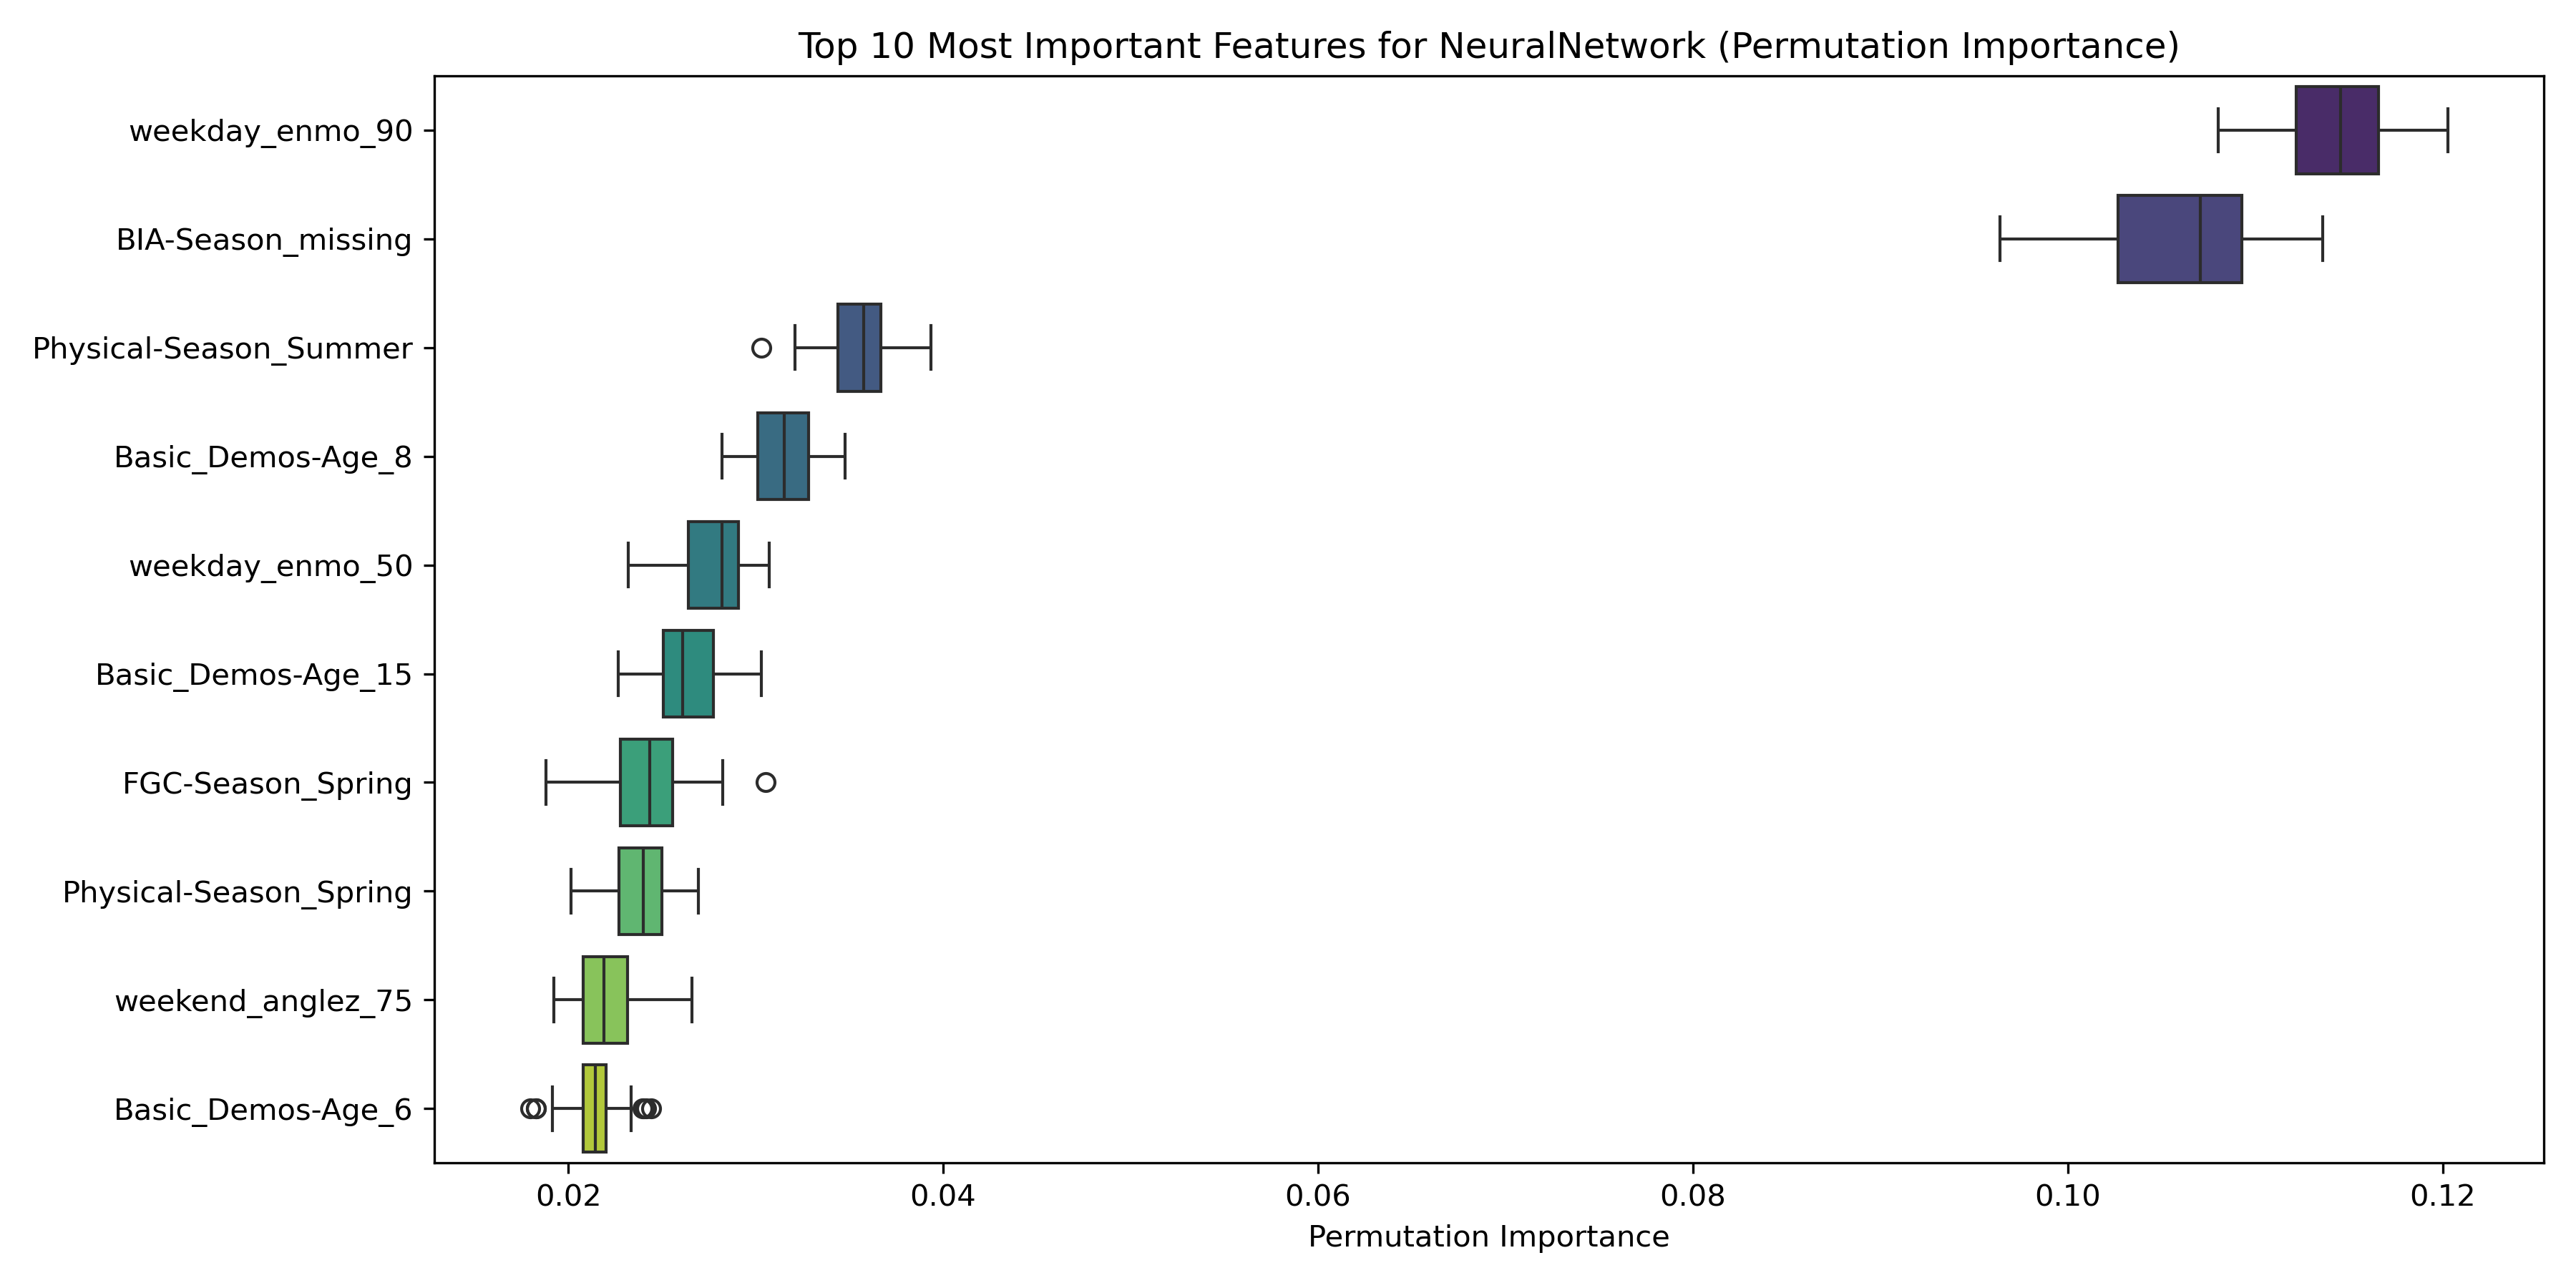 Top 10 Most Important Features for NeuralNetwork (Permutation Importance)
weekday_enmo_90
BIA-Season_missing
Physical-Season_Summer
Basic_Demos-Age_8
weekday_enmo_50
Basic_Demos-Age_15
FGC-Season_Spring
Physical-Season_Spring
weekend_anglez_75
Basic_Demos-Age_6
0.02 0.04 0.06 0.08 0.10 0.12
Permutation Importance